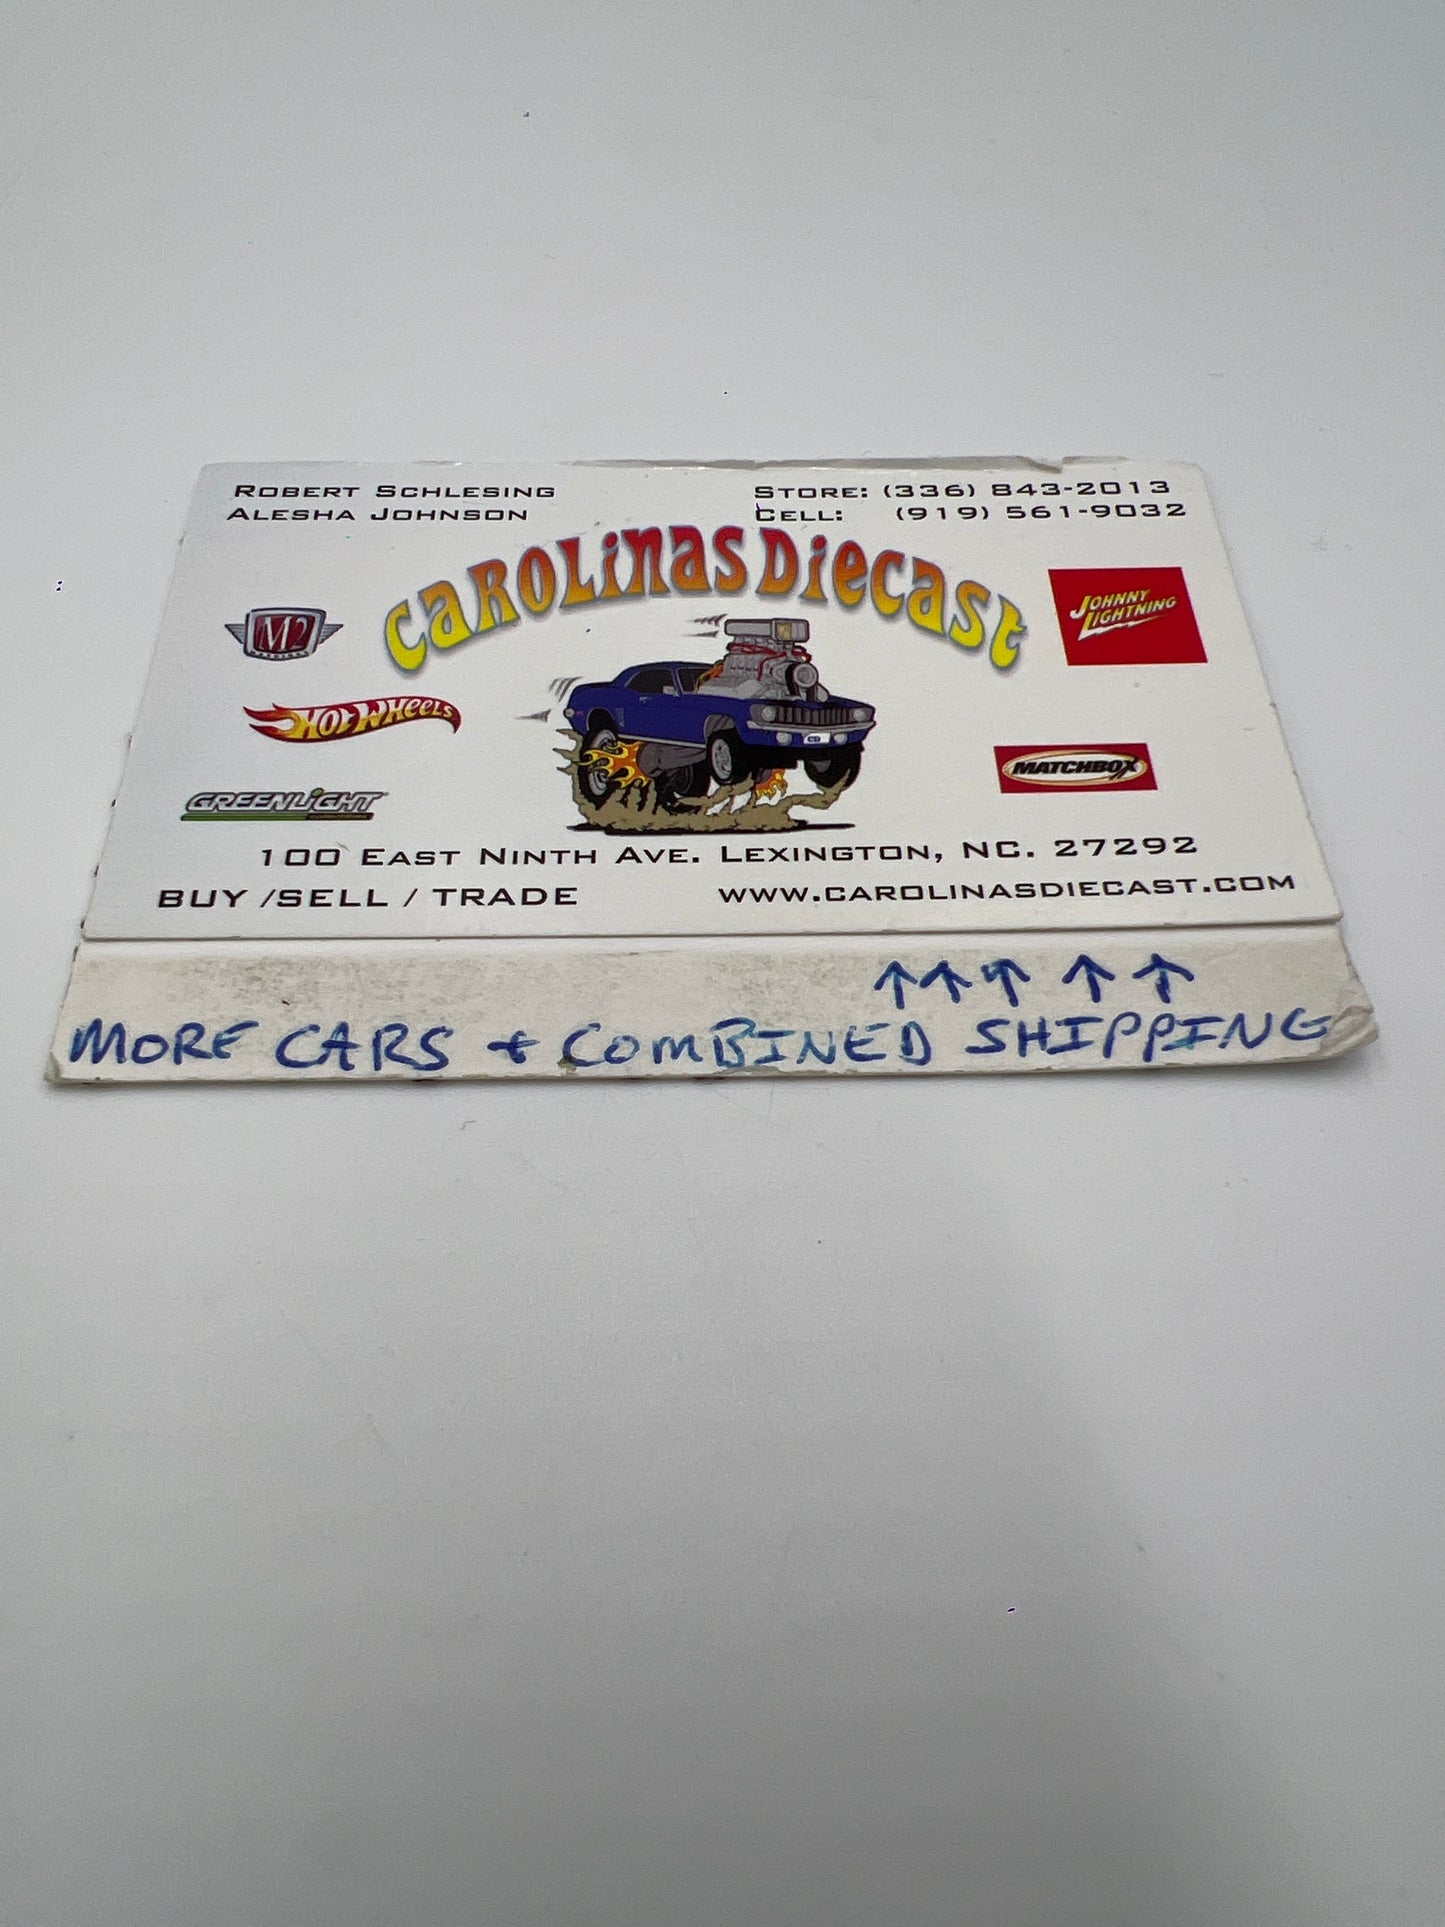 ROBERT SCHLESING
ALESHA JOHNSON
STORE: (336) 843-2013
CELL: (919) 561-9032
CAROLINAS DIECAST
M2
MACHINES
JOHNNY
LIGHTNING
HOT WHEELS
MATCHBOX
GREENLIGHT
100 EAST NINTH AVE. LEXINGTON, NC. 27292
BUY /SELL / TRADE
WWW.CAROLINASDIECAST.COM
↑ ↑ ↑ ↑ ↑
MORE CARS + COMBINED SHIPPING